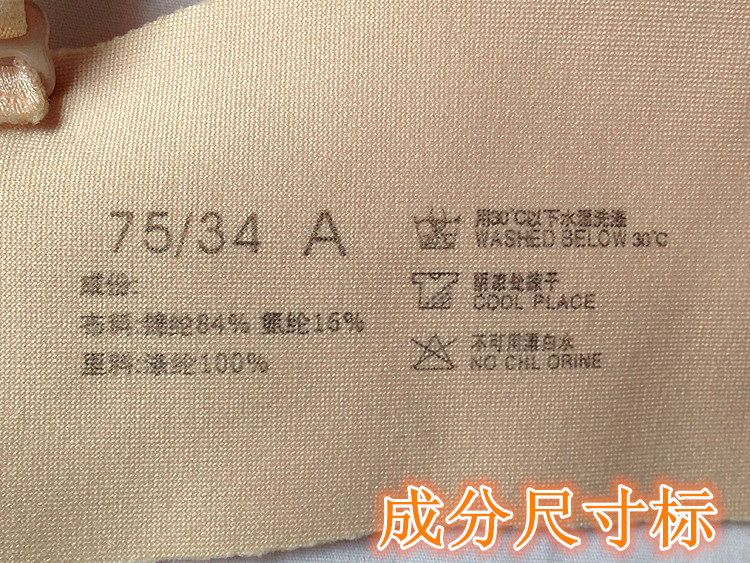 75/34 A
成份:
布料:锦纶84% 氨纶16%
里料:涤纶100%
用30℃以下水温洗涤
WASHED BELOW 30℃
阴凉处晾干
COOL PLACE
不可用漂白水
NO CHL ORINE
成分尺寸标